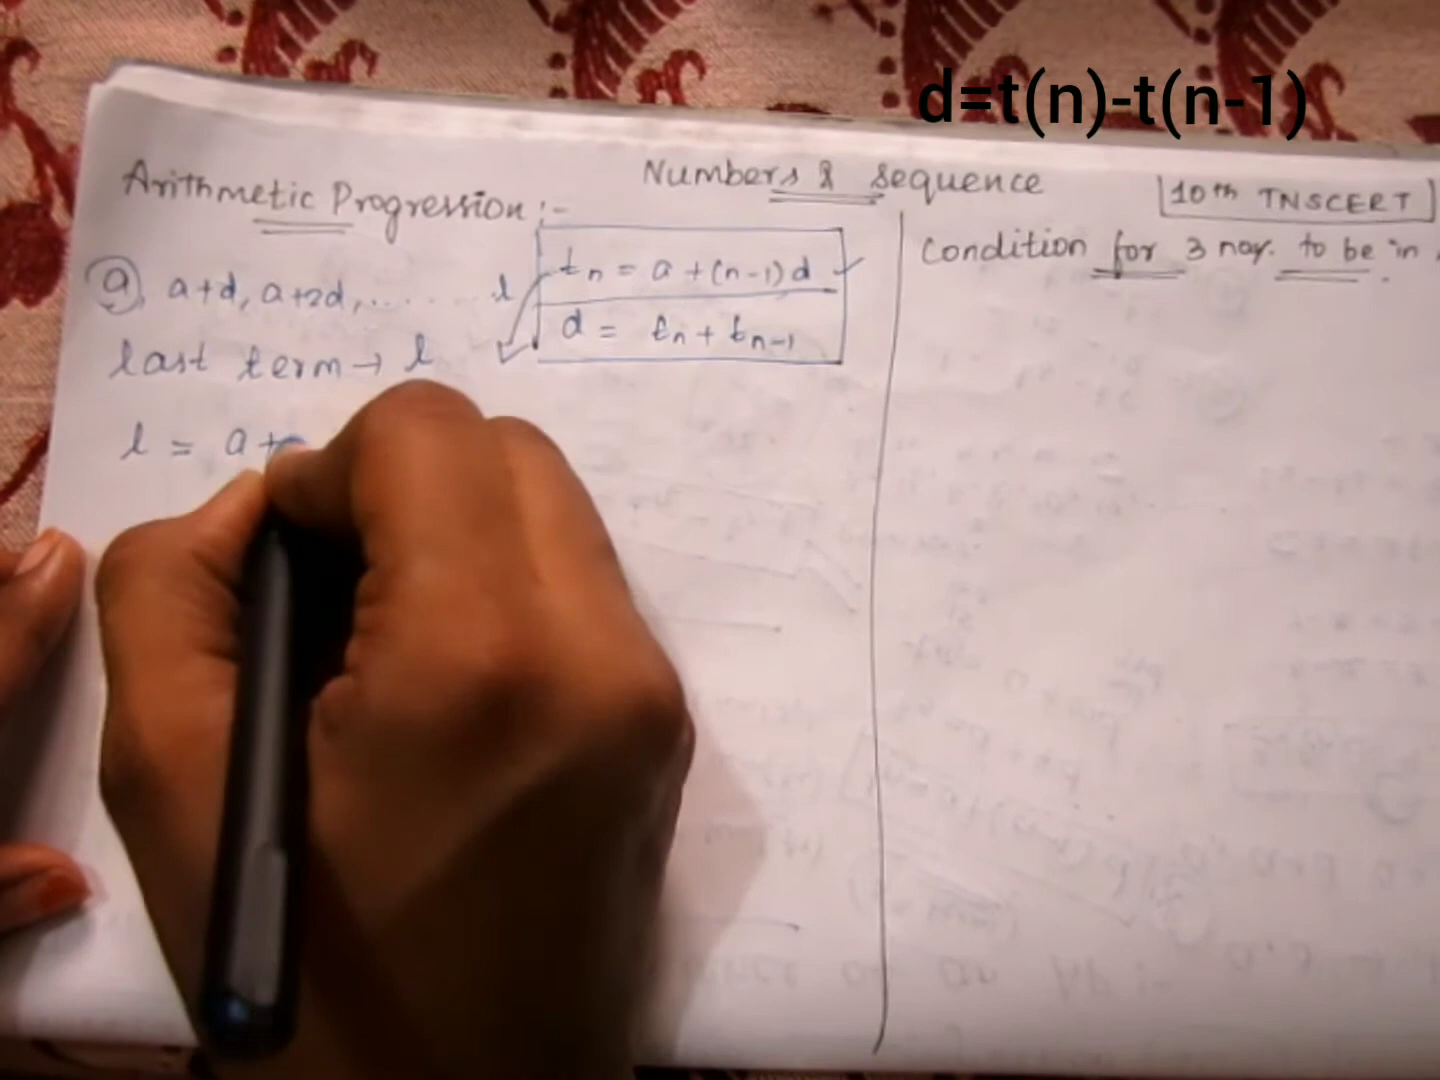 d=t(n)-t(n-1)
Numbers & sequence
10th TNSCERT
Arithmetic Progression :-
a, a+d, a+2d, ........ l
tn = a+(n-1)d
d = tn + tn-1
last term → l
l = a+
Condition for 3 nos. to be in